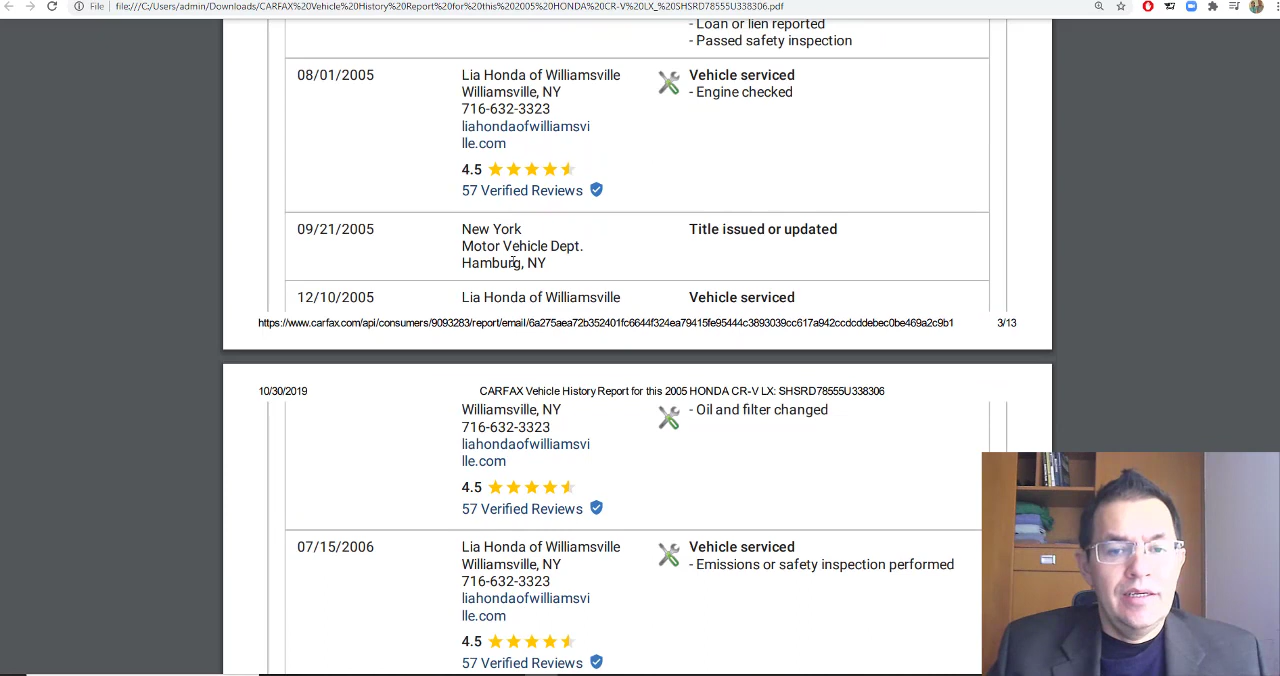 File
file:///C:/Users/admin/Downloads/CARFAX%20Vehicle%20History%20Report%20for%20this%202005%20HONDA%20CR-V%20LX_%20SHSRD78555U338306.pdf
- Loan or lien reported
- Passed safety inspection
08/01/2005
Lia Honda of Williamsville
Vehicle serviced
Williamsville, NY
- Engine checked
716-632-3323
liahondaofwilliamsvi
lle.com
4.5
57 Verified Reviews
09/21/2005
New York
Title issued or updated
Motor Vehicle Dept.
Hamburg, NY
12/10/2005
Lia Honda of Williamsville
Vehicle serviced
https://www.carfax.com/api/consumers/9093283/report/email/6a275aea72b352401fc6644f324ea79415fe95444c3893039cc617a942ccdcddebec0be469a2c9b1
3/13
10/30/2019
CARFAX Vehicle History Report for this 2005 HONDA CR-V LX: SHSRD78555U338306
Williamsville, NY
- Oil and filter changed
716-632-3323
liahondaofwilliamsvi
lle.com
4.5
57 Verified Reviews
07/15/2006
Lia Honda of Williamsville
Vehicle serviced
Williamsville, NY
- Emissions or safety inspection performed
716-632-3323
liahondaofwilliamsvi
lle.com
4.5
57 Verified Reviews